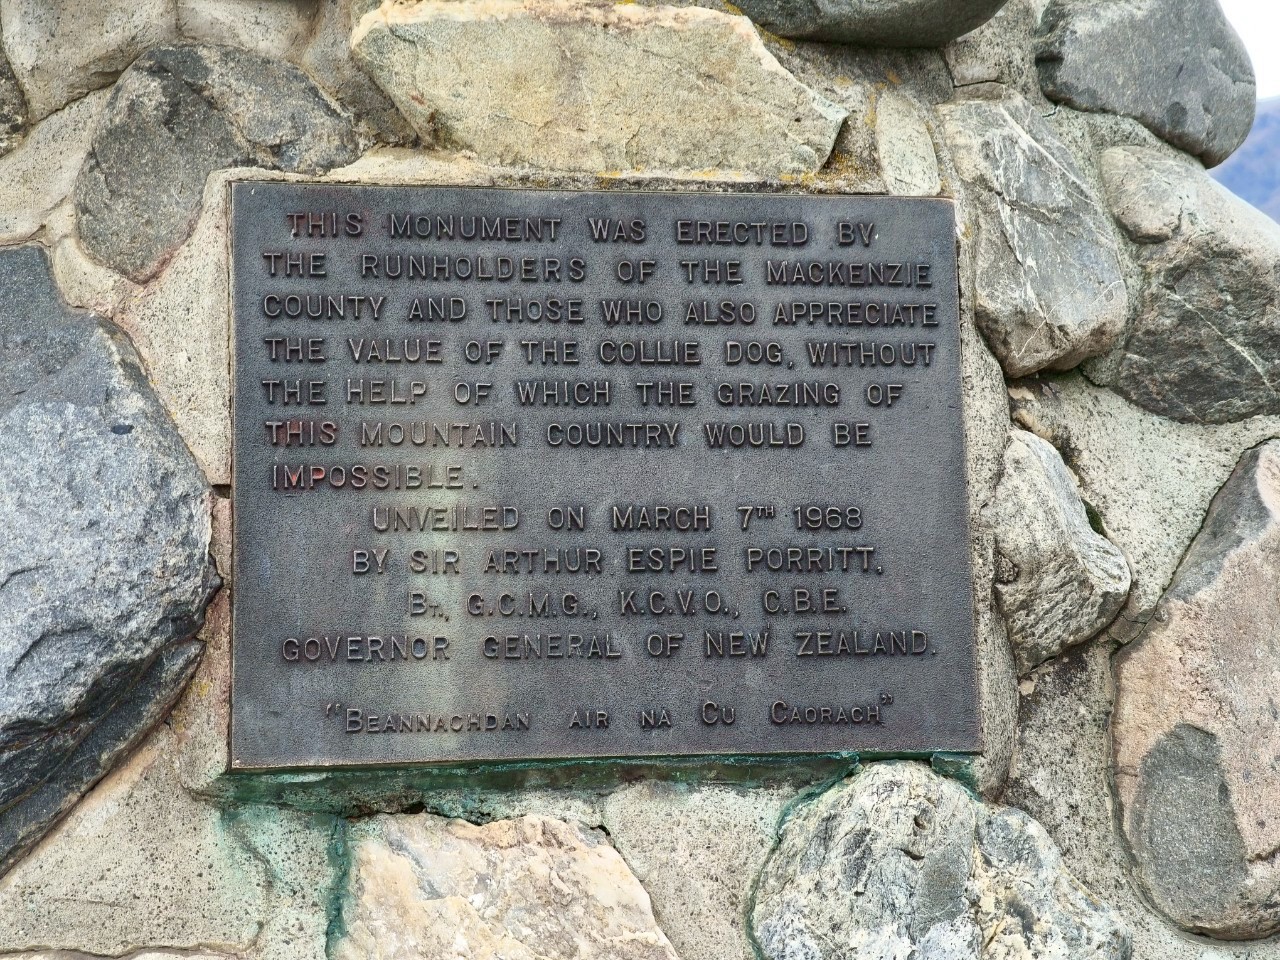 THIS MONUMENT WAS ERECTED BY
THE RUNHOLDERS OF THE MACKENZIE
COUNTY AND THOSE WHO ALSO APPRECIATE
THE VALUE OF THE COLLIE DOG, WITHOUT
THE HELP OF WHICH THE GRAZING OF
THIS MOUNTAIN COUNTRY WOULD BE
IMPOSSIBLE.
UNVEILED ON MARCH 7TH 1968
BY SIR ARTHUR ESPIE PORRITT,
BT., G.C.M.G., K.C.V.O., C.B.E.
GOVERNOR GENERAL OF NEW ZEALAND.
"BEANNACHDAN AIR NA CU CAORACH"